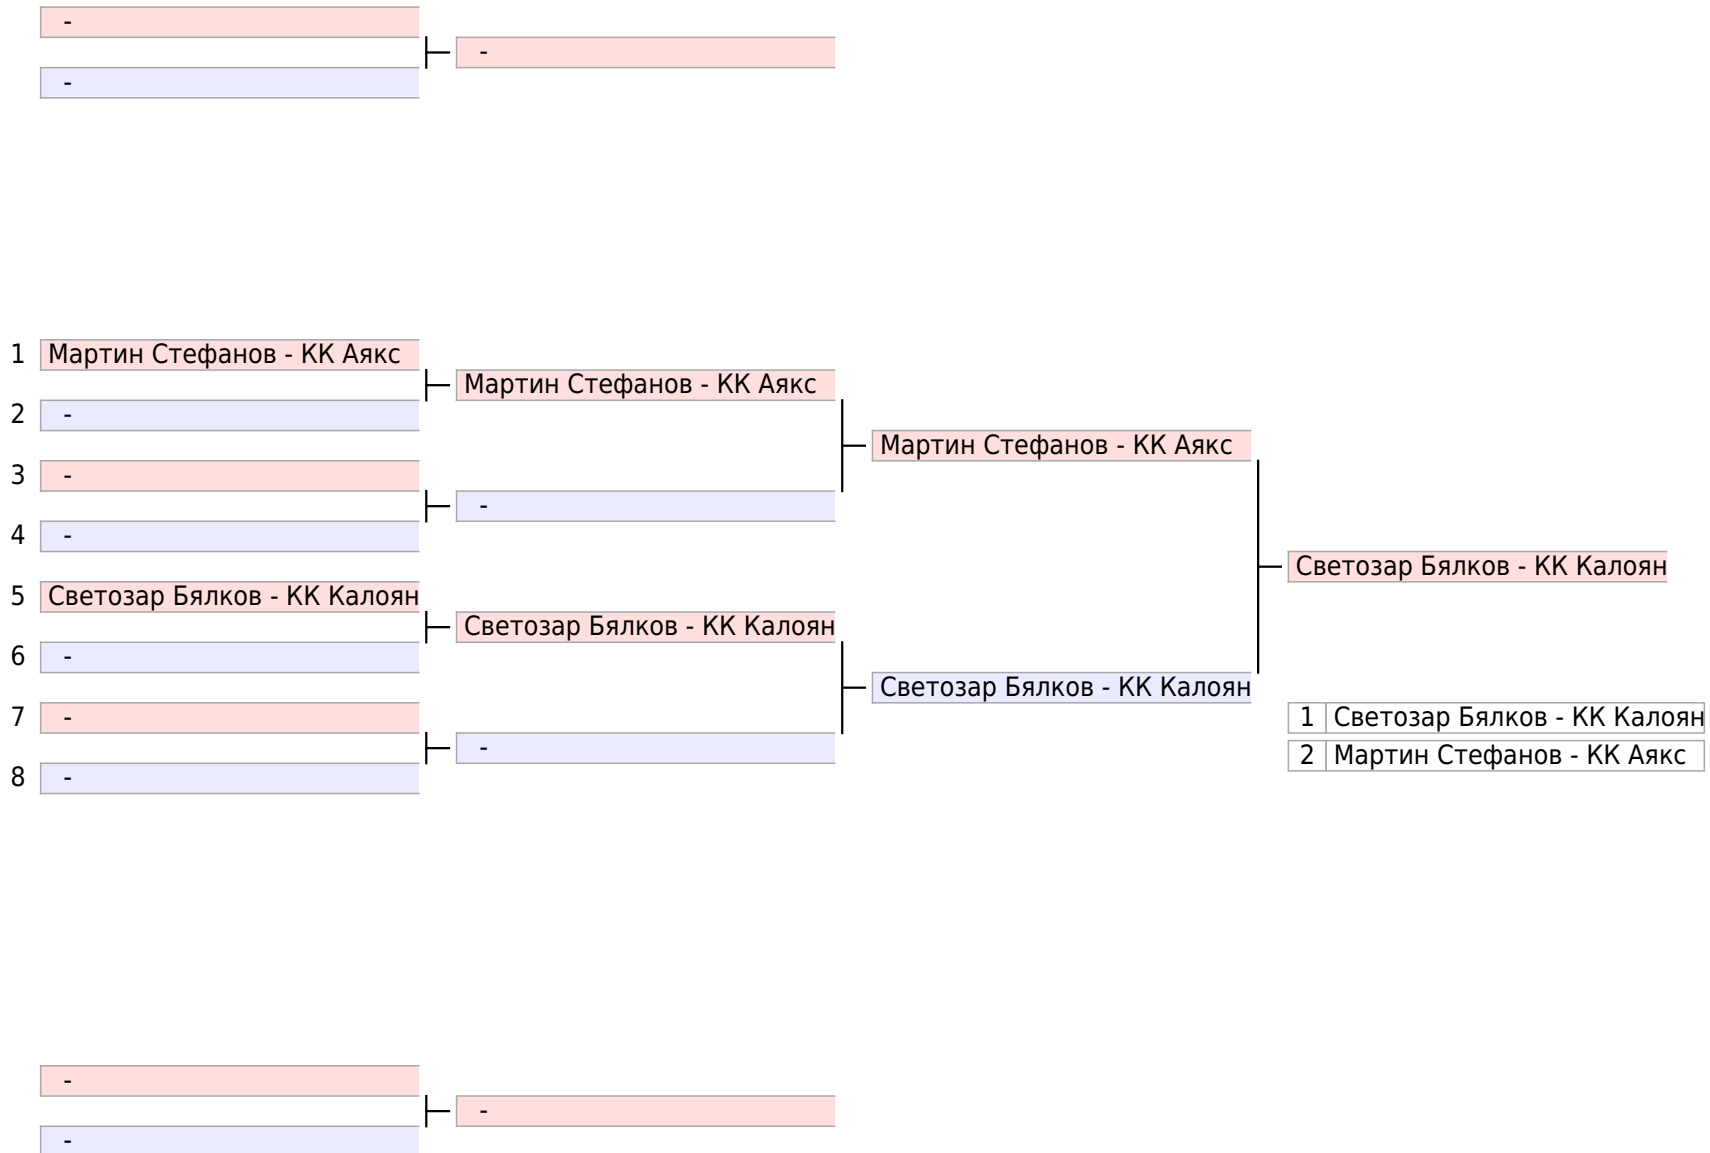 -
-
-
1 Мартин Стефанов - КК Аякс
Мартин Стефанов - КК Аякс
2 -
Мартин Стефанов - КК Аякс
3 -
-
4 -
Светозар Бялков - КК Калоян
5 Светозар Бялков - КК Калоян
Светозар Бялков - КК Калоян
6 -
Светозар Бялков - КК Калоян
7 -
1 Светозар Бялков - КК Калоян
-
2 Мартин Стефанов - КК Аякс
8 -
-
-
-